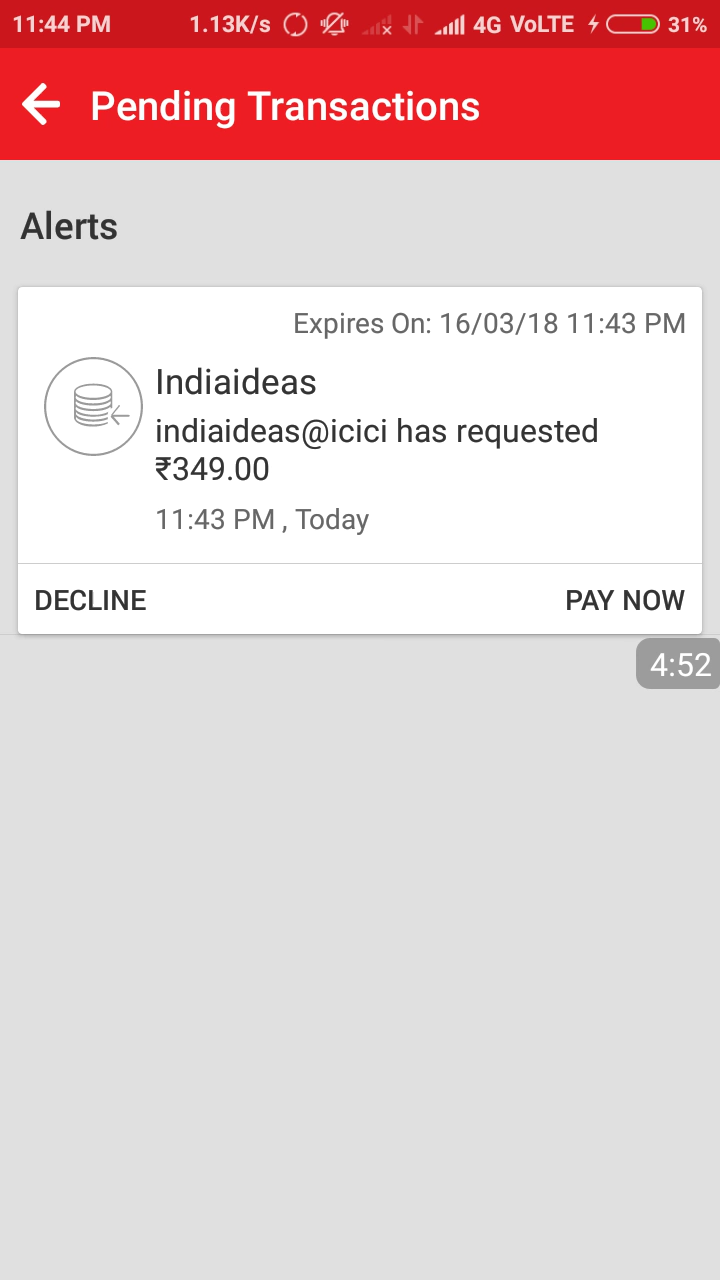 11:44 PM 1.13K/s 4G VoLTE 31%
Pending Transactions
Alerts
Expires On: 16/03/18 11:43 PM
Indiaideas
indiaideas@icici has requested
₹349.00
11:43 PM , Today
DECLINE PAY NOW
4:52